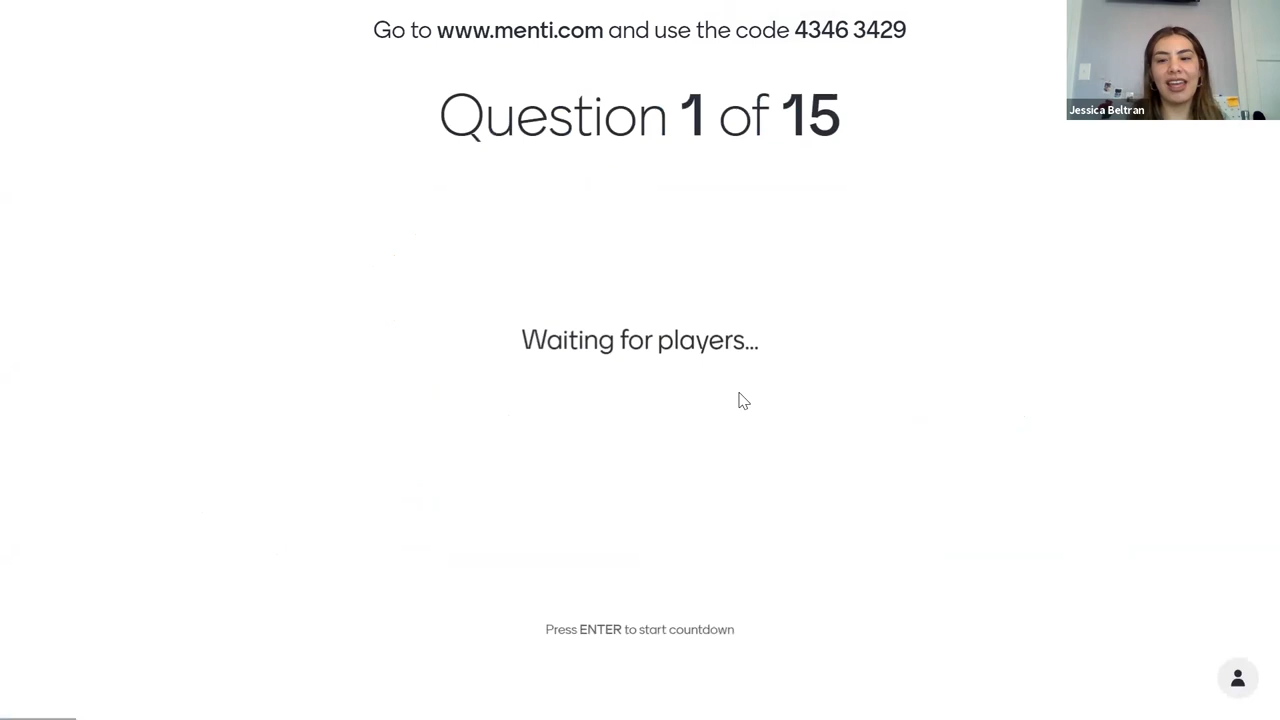 Go to www.menti.com and use the code 4346 3429
Question 1 of 15
Jessica Beltran
Waiting for players...
Press ENTER to start countdown